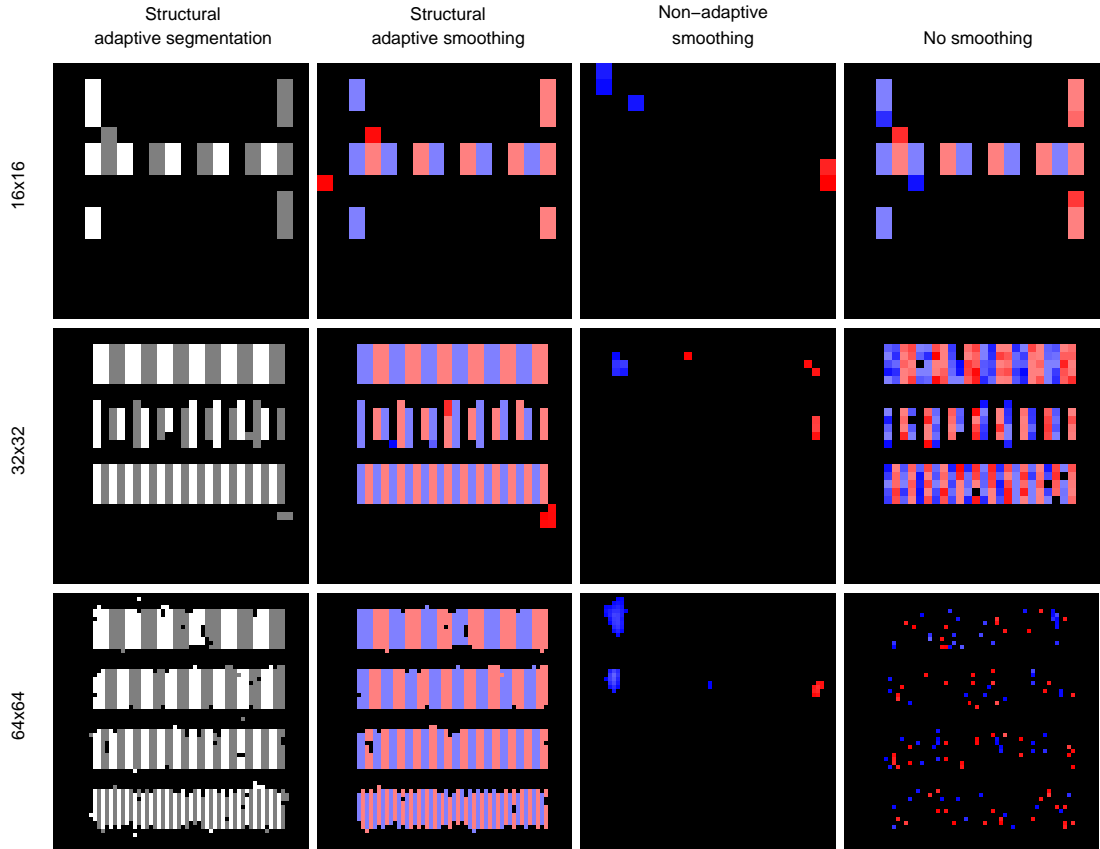 Structural
adaptive segmentation
Structural
adaptive smoothing
Non−adaptive
smoothing
No smoothing
16x16
32x32
64x64